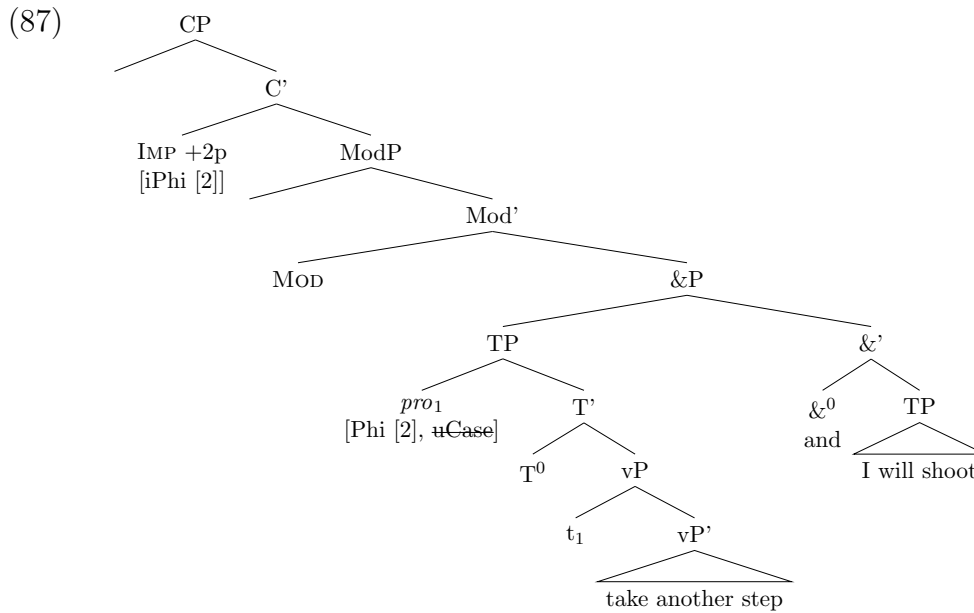 (87)
CP
C’
IMP +2p
[iPhi [2]]
ModP
Mod’
MOD
&P
TP
&’
pro₁
[Phi [2], uCase]
T’
&⁰
and
TP
T⁰
vP
I will shoot
t₁
vP’
take another step